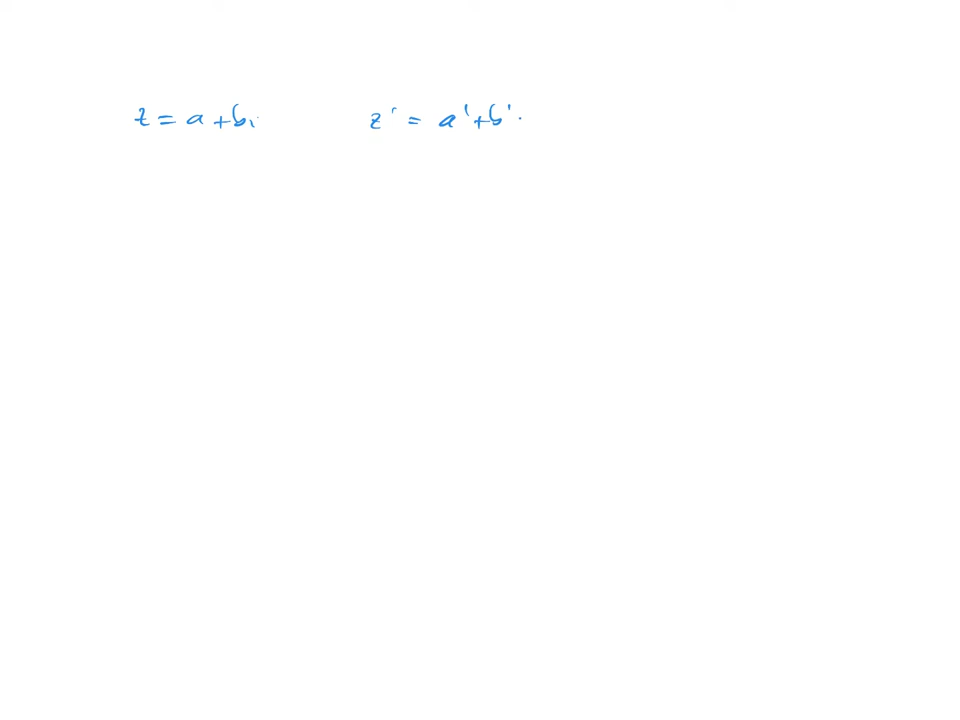 z = a + bi z' = a' + b'